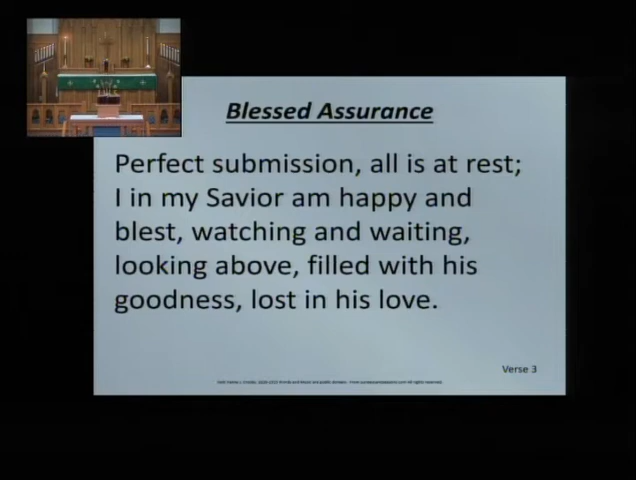 Blessed Assurance
Perfect submission, all is at rest;
I in my Savior am happy and
blest, watching and waiting,
looking above, filled with his
goodness, lost in his love.
Verse 3